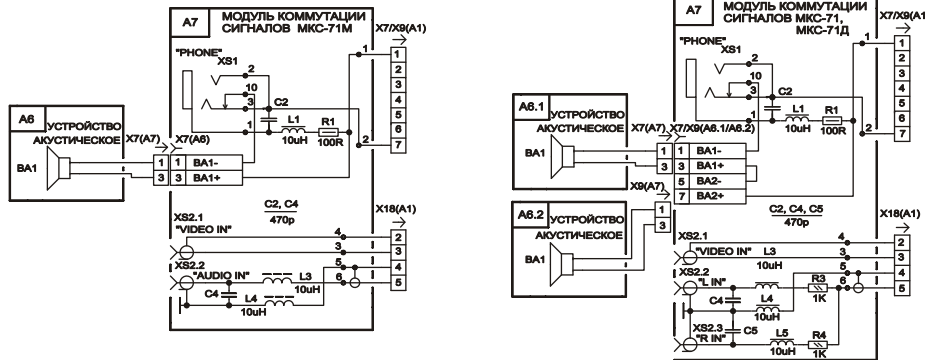 A7
МОДУЛЬ КОММУТАЦИИ
СИГНАЛОВ МКС-71М
X7/X9(A1)
"PHONE"
XS1
2
10
3
1
C2
L1
10uH
R1
100R
1
2
1
2
3
4
5
6
7
A6
УСТРОЙСТВО
АКУСТИЧЕСКОЕ
BA1
X7(A7)
X7(A6)
1
3
1 BA1-
3 BA1+
C2, C4
470p
X18(A1)
XS2.1
"VIDEO IN"
4
3
XS2.2
"AUDIO IN"
5
6
L3
10uH
C4
L4
10uH
2
3
4
5
A7
МОДУЛЬ КОММУТАЦИИ
СИГНАЛОВ МКС-71,
МКС-71Д
X7/X9(A1)
"PHONE"
XS1
2
10
3
1
C2
L1
10uH
R1
100R
1
2
1
2
3
4
5
6
7
A6.1
УСТРОЙСТВО
АКУСТИЧЕСКОЕ
BA1
X7(A7)
X7/X9(A6.1/A6.2)
1
3
1 BA1-
3 BA1+
5 BA2-
7 BA2+
X9(A7)
1
3
A6.2
УСТРОЙСТВО
АКУСТИЧЕСКОЕ
BA1
C2, C4, C5
470p
X18(A1)
XS2.1
"VIDEO IN"
4
3
L3
10uH
XS2.2
"L IN"
5
6
R3
1K
C4
L4
10uH
XS2.3
"R IN"
C5
L5
10uH
R4
1K
2
3
4
5